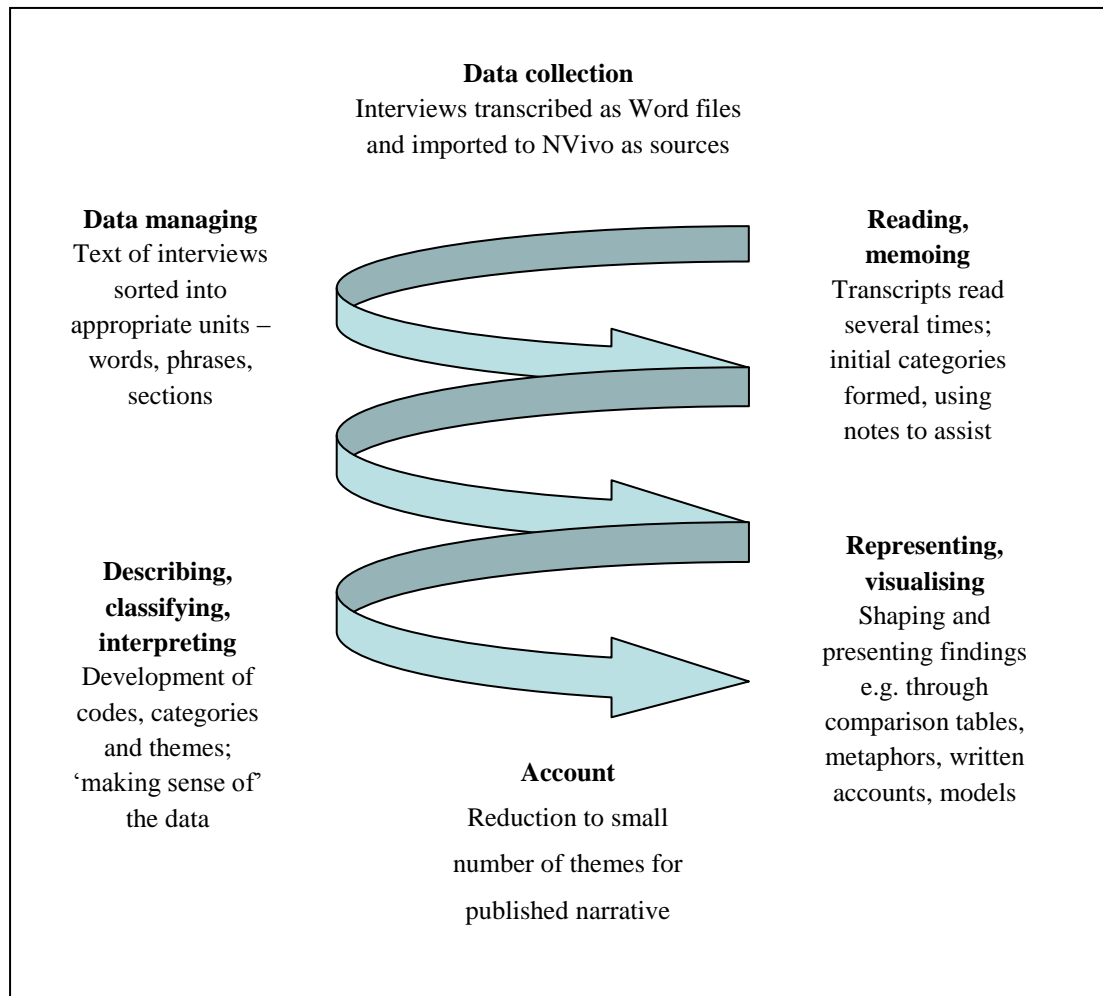 Data collection
Interviews transcribed as Word files
and imported to NVivo as sources
Data managing
Text of interviews
sorted into
appropriate units –
words, phrases,
sections
Reading,
memoing
Transcripts read
several times;
initial categories
formed, using
notes to assist
Describing,
classifying,
interpreting
Development of
codes, categories
and themes;
‘making sense of’
the data
Representing,
visualising
Shaping and
presenting findings
e.g. through
comparison tables,
metaphors, written
accounts, models
Account
Reduction to small
number of themes for
published narrative